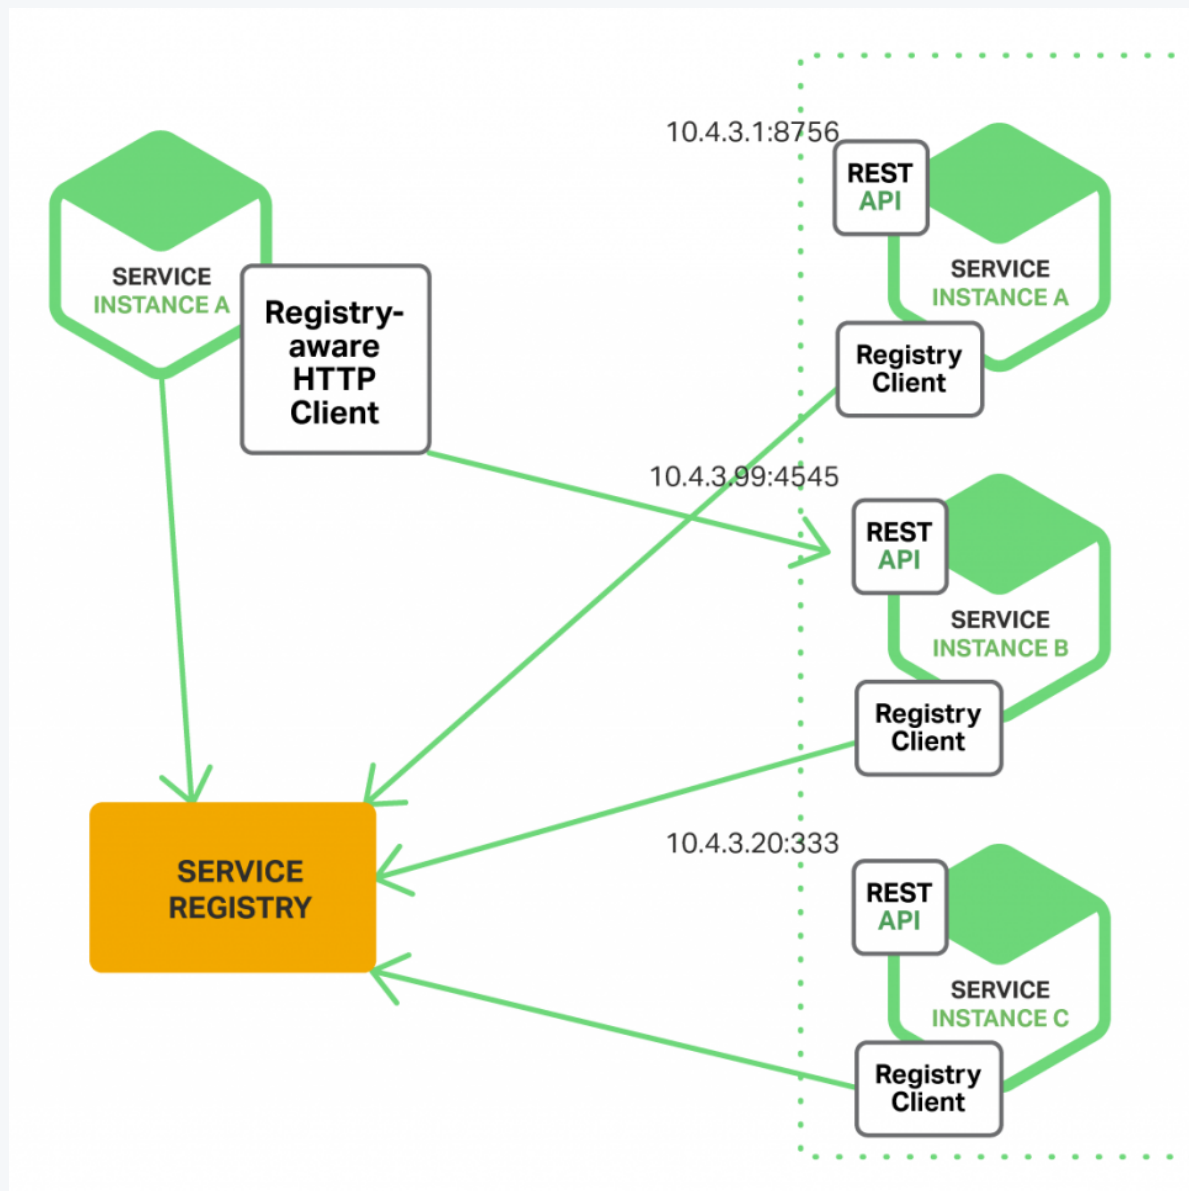 SERVICE
INSTANCE A
Registry-
aware
HTTP
Client
SERVICE
REGISTRY
10.4.3.1:8756
REST
API
SERVICE
INSTANCE A
Registry
Client
10.4.3.99:4545
REST
API
SERVICE
INSTANCE B
Registry
Client
10.4.3.20:333
REST
API
SERVICE
INSTANCE C
Registry
Client